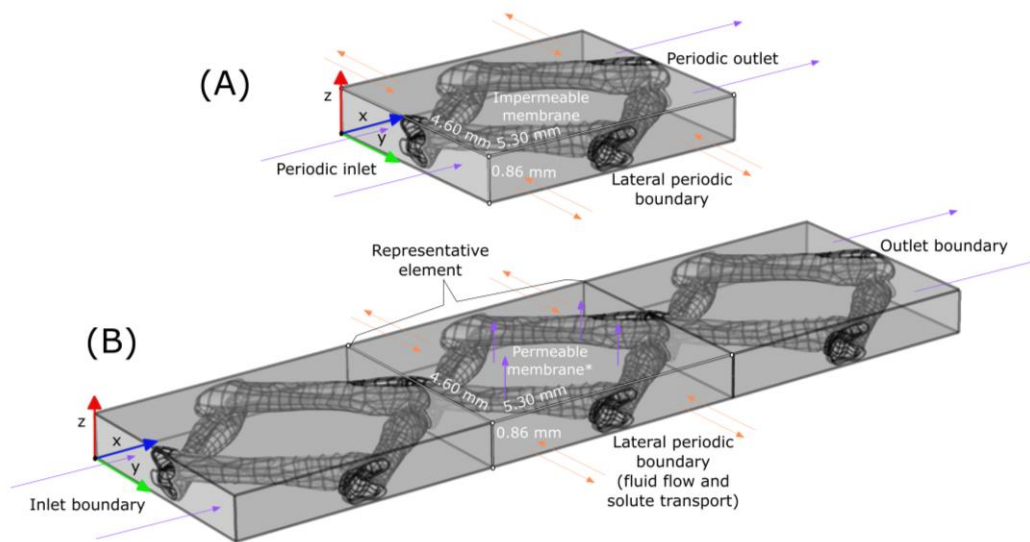 (A)
z
x
y
Periodic inlet
Impermeable
membrane
4.60 mm
5.30 mm
0.86 mm
Periodic outlet
Lateral periodic
boundary
Representative
element
(B)
z
x
y
Inlet boundary
Permeable
membrane*
4.60 mm
5.30 mm
0.86 mm
Outlet boundary
Lateral periodic
boundary
(fluid flow and
solute transport)